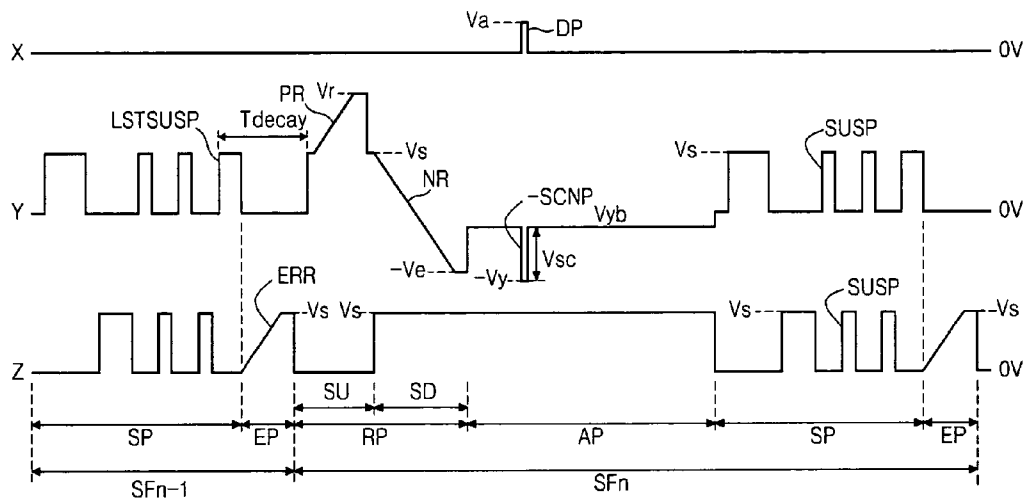 Va
DP
X
0V
Vr
PR
LSTSUSP
Tdecay
SUSP
Vs
Vs
NR
-SCNP
Y
Vyb
0V
Vsc
-Ve
-Vy
ERR
SUSP
Vs
Vs
Vs
Vs
Z
0V
SU
SD
SP
EP
RP
AP
SP
EP
SFn-1
SFn